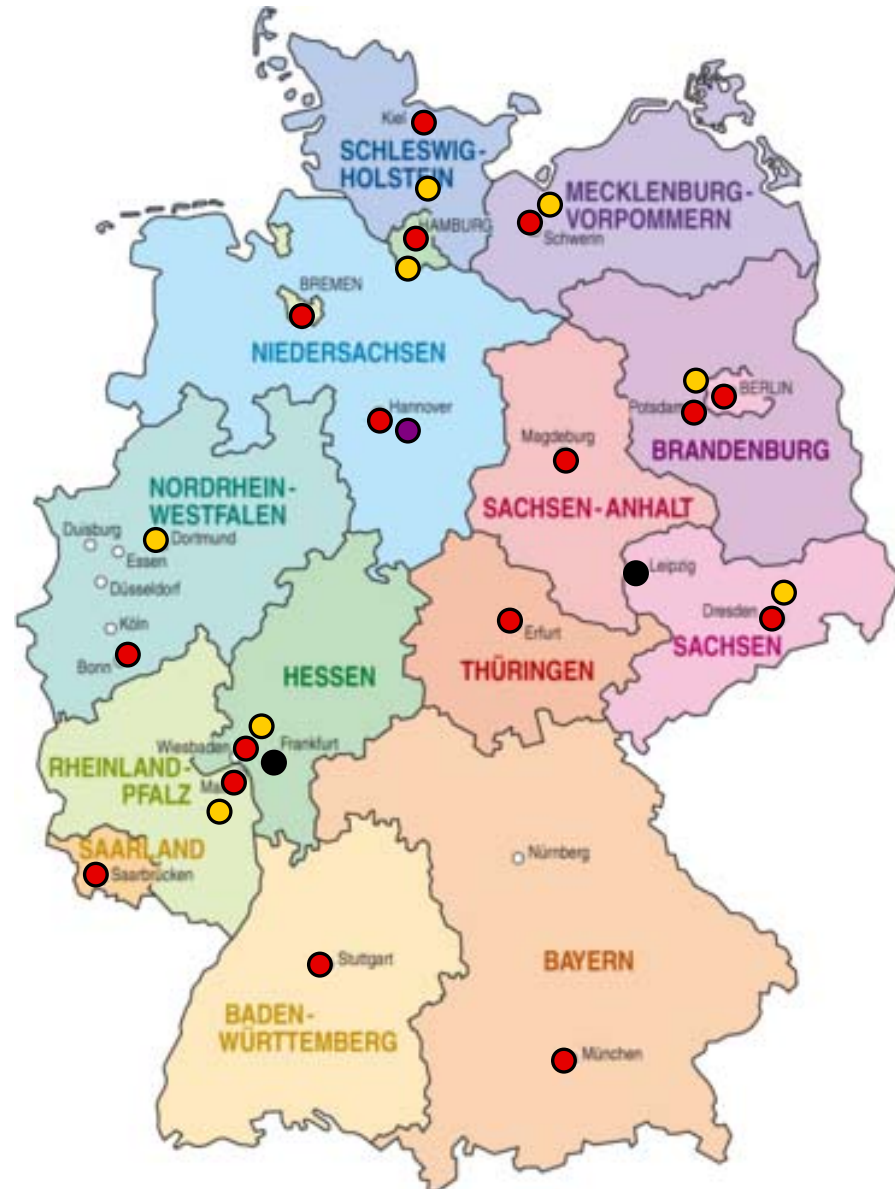 Kiel
SCHLESWIG-
HOLSTEIN
MECKLENBURG-
VORPOMMERN
HAMBURG
Schwerin
BREMEN
NIEDERSACHSEN
BERLIN
Potsdam
Hannover
Magdeburg
BRANDENBURG
NORDRHEIN-
WESTFALEN
SACHSEN-ANHALT
Duisburg
Dortmund
Essen
Leipzig
Düsseldorf
Dresden
Köln
Erfurt
SACHSEN
Bonn
HESSEN
THÜRINGEN
Wiesbaden
Frankfurt
RHEINLAND-
PFALZ
SAARLAND
Saarbrücken
Nürnberg
Stuttgart
BAYERN
BADEN-
WÜRTTEMBERG
München